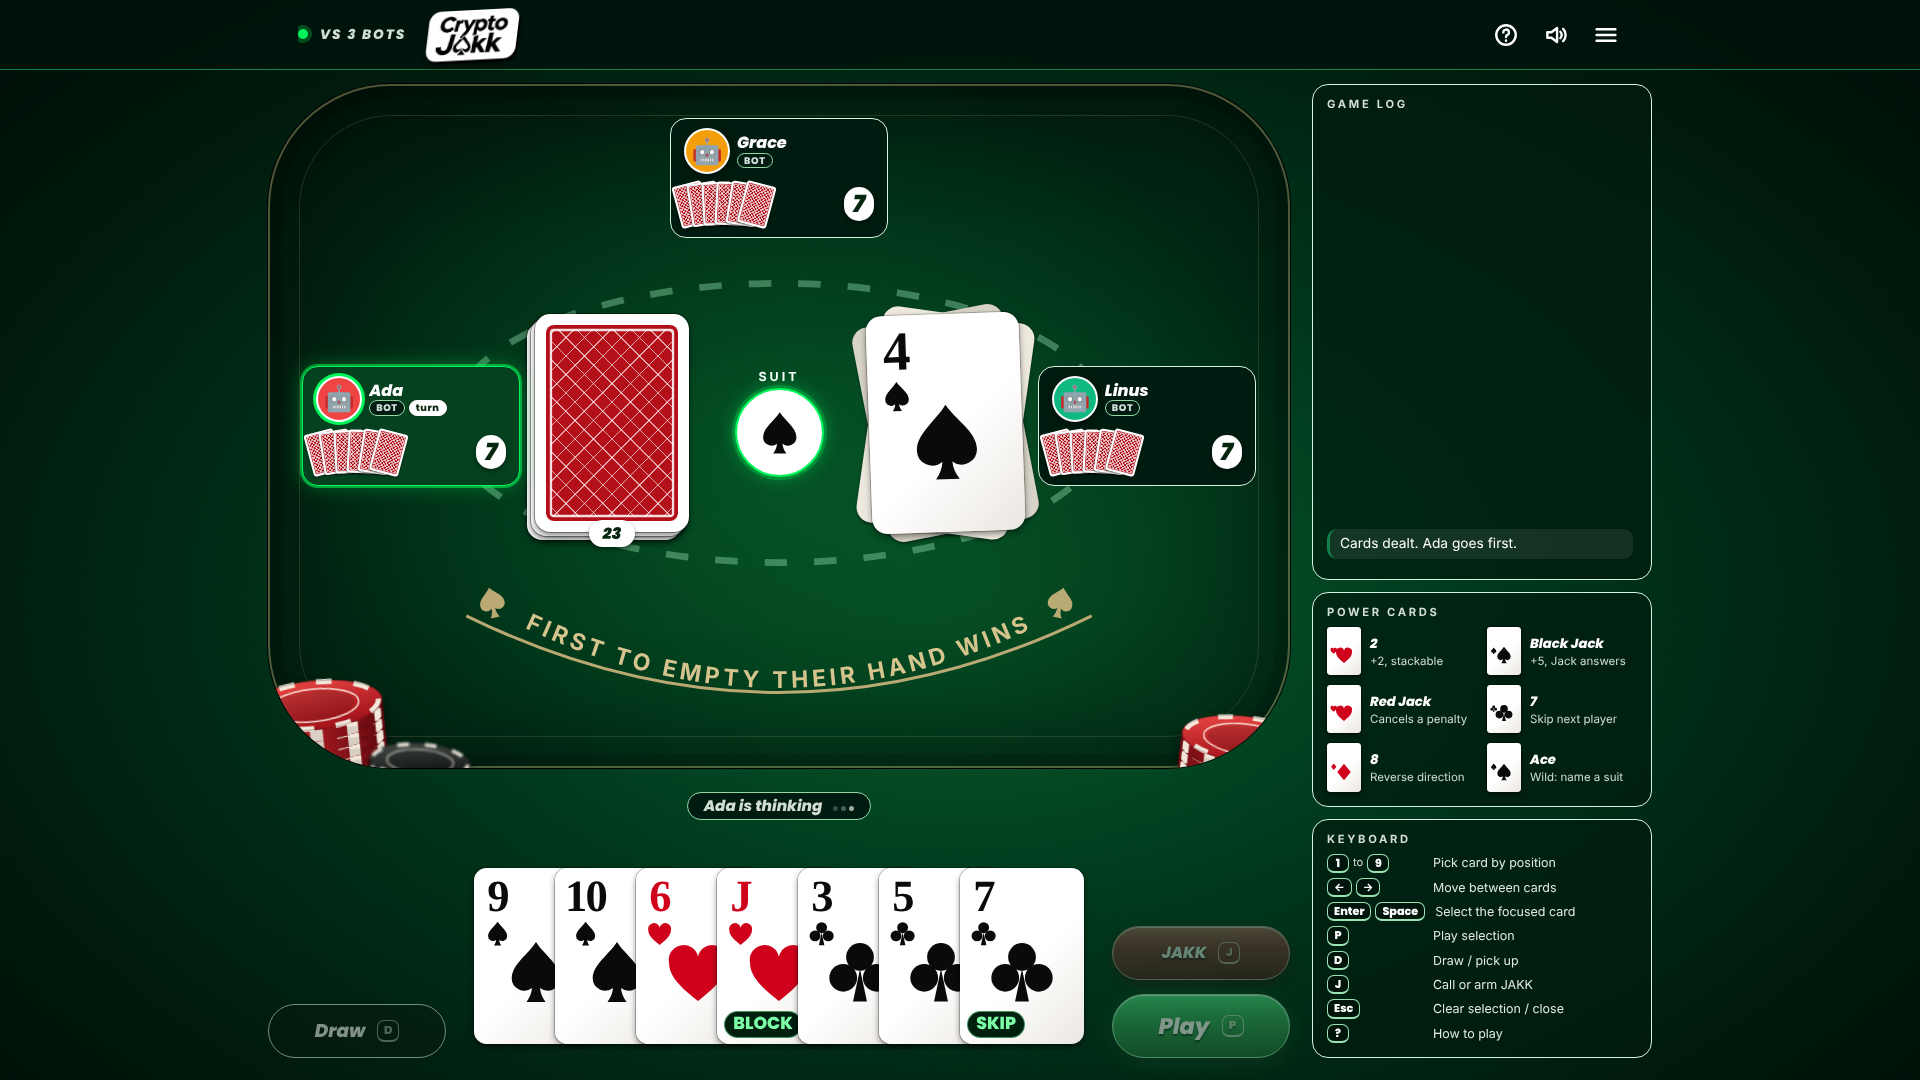 VS 3 BOTS
Crypto
Jakk
Grace
BOT
7
Ada
BOT turn
7
SUIT
4
Linus
BOT
7
23
FIRST TO EMPTY THEIR HAND WINS
Ada is thinking
9
10
6
J
BLOCK
3
5
7
SKIP
Draw D
JAKK J
Play P
GAME LOG
Cards dealt. Ada goes first.
POWER CARDS
2
+2, stackable
Black Jack
+5, Jack answers
Red Jack
Cancels a penalty
7
Skip next player
8
Reverse direction
Ace
Wild: name a suit
KEYBOARD
1 to 9 Pick card by position
← → Move between cards
Enter Space Select the focused card
P Play selection
D Draw / pick up
J Call or arm JAKK
Esc Clear selection / close
? How to play